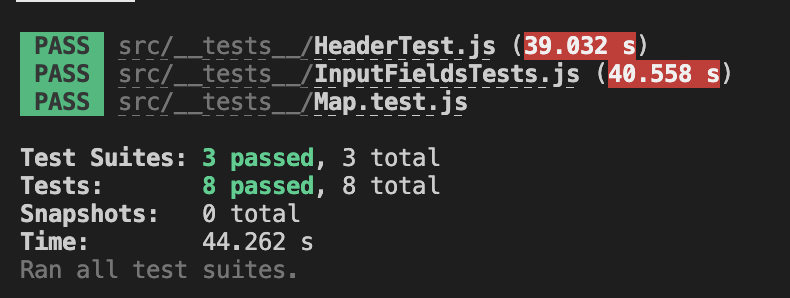 PASS src/__tests__/HeaderTest.js (39.032 s)
PASS src/__tests__/InputFieldsTests.js (40.558 s)
PASS src/__tests__/Map.test.js
Test Suites: 3 passed, 3 total
Tests: 8 passed, 8 total
Snapshots: 0 total
Time: 44.262 s
Ran all test suites.